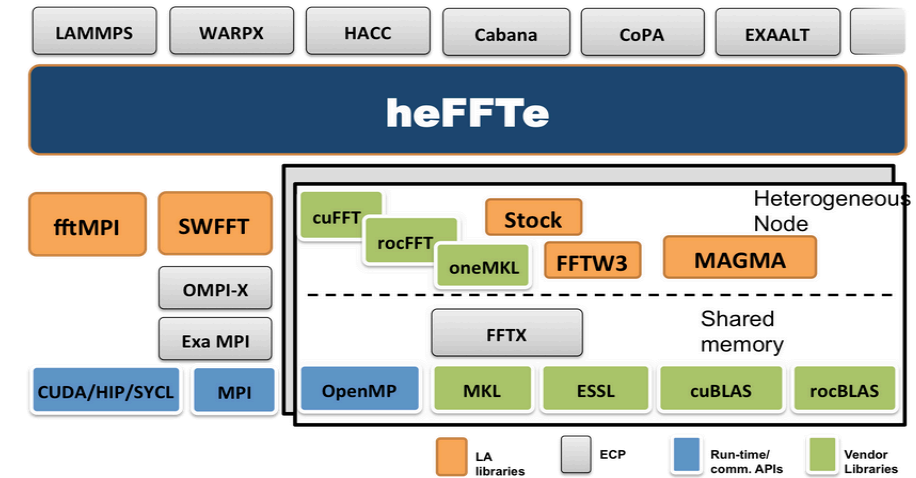 LAMMPS
WARPX
HACC
Cabana
CoPA
EXAALT
heFFTe
fftMPI
SWFFT
cuFFT
rocFFT
oneMKL
Stock
FFTW3
MAGMA
Heterogeneous
Node
OMPI-X
Exa MPI
FFTX
Shared
memory
CUDA/HIP/SYCL
MPI
OpenMP
MKL
ESSL
cuBLAS
rocBLAS
LA
libraries
ECP
Run-time/
comm. APIs
Vendor
Libraries